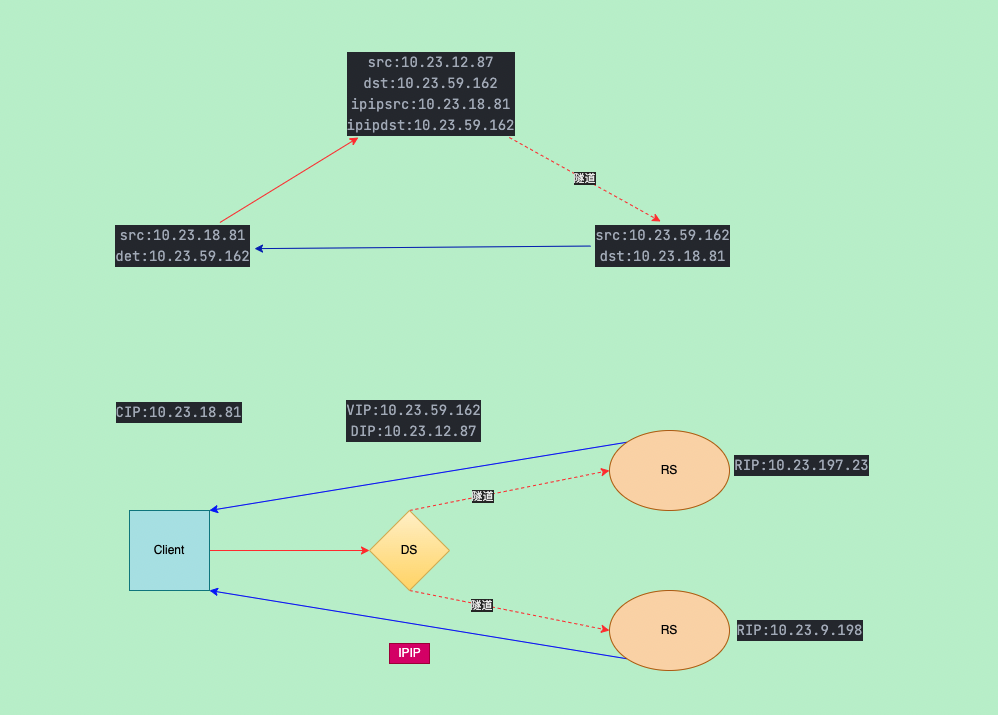 src:10.23.12.87
dst:10.23.59.162
ipipsrc:10.23.18.81
ipipdst:10.23.59.162
隧道
src:10.23.18.81
det:10.23.59.162
src:10.23.59.162
dst:10.23.18.81
CIP:10.23.18.81
VIP:10.23.59.162
DIP:10.23.12.87
RS
RIP:10.23.197.23
隧道
Client
DS
隧道
RS
RIP:10.23.9.198
IPIP